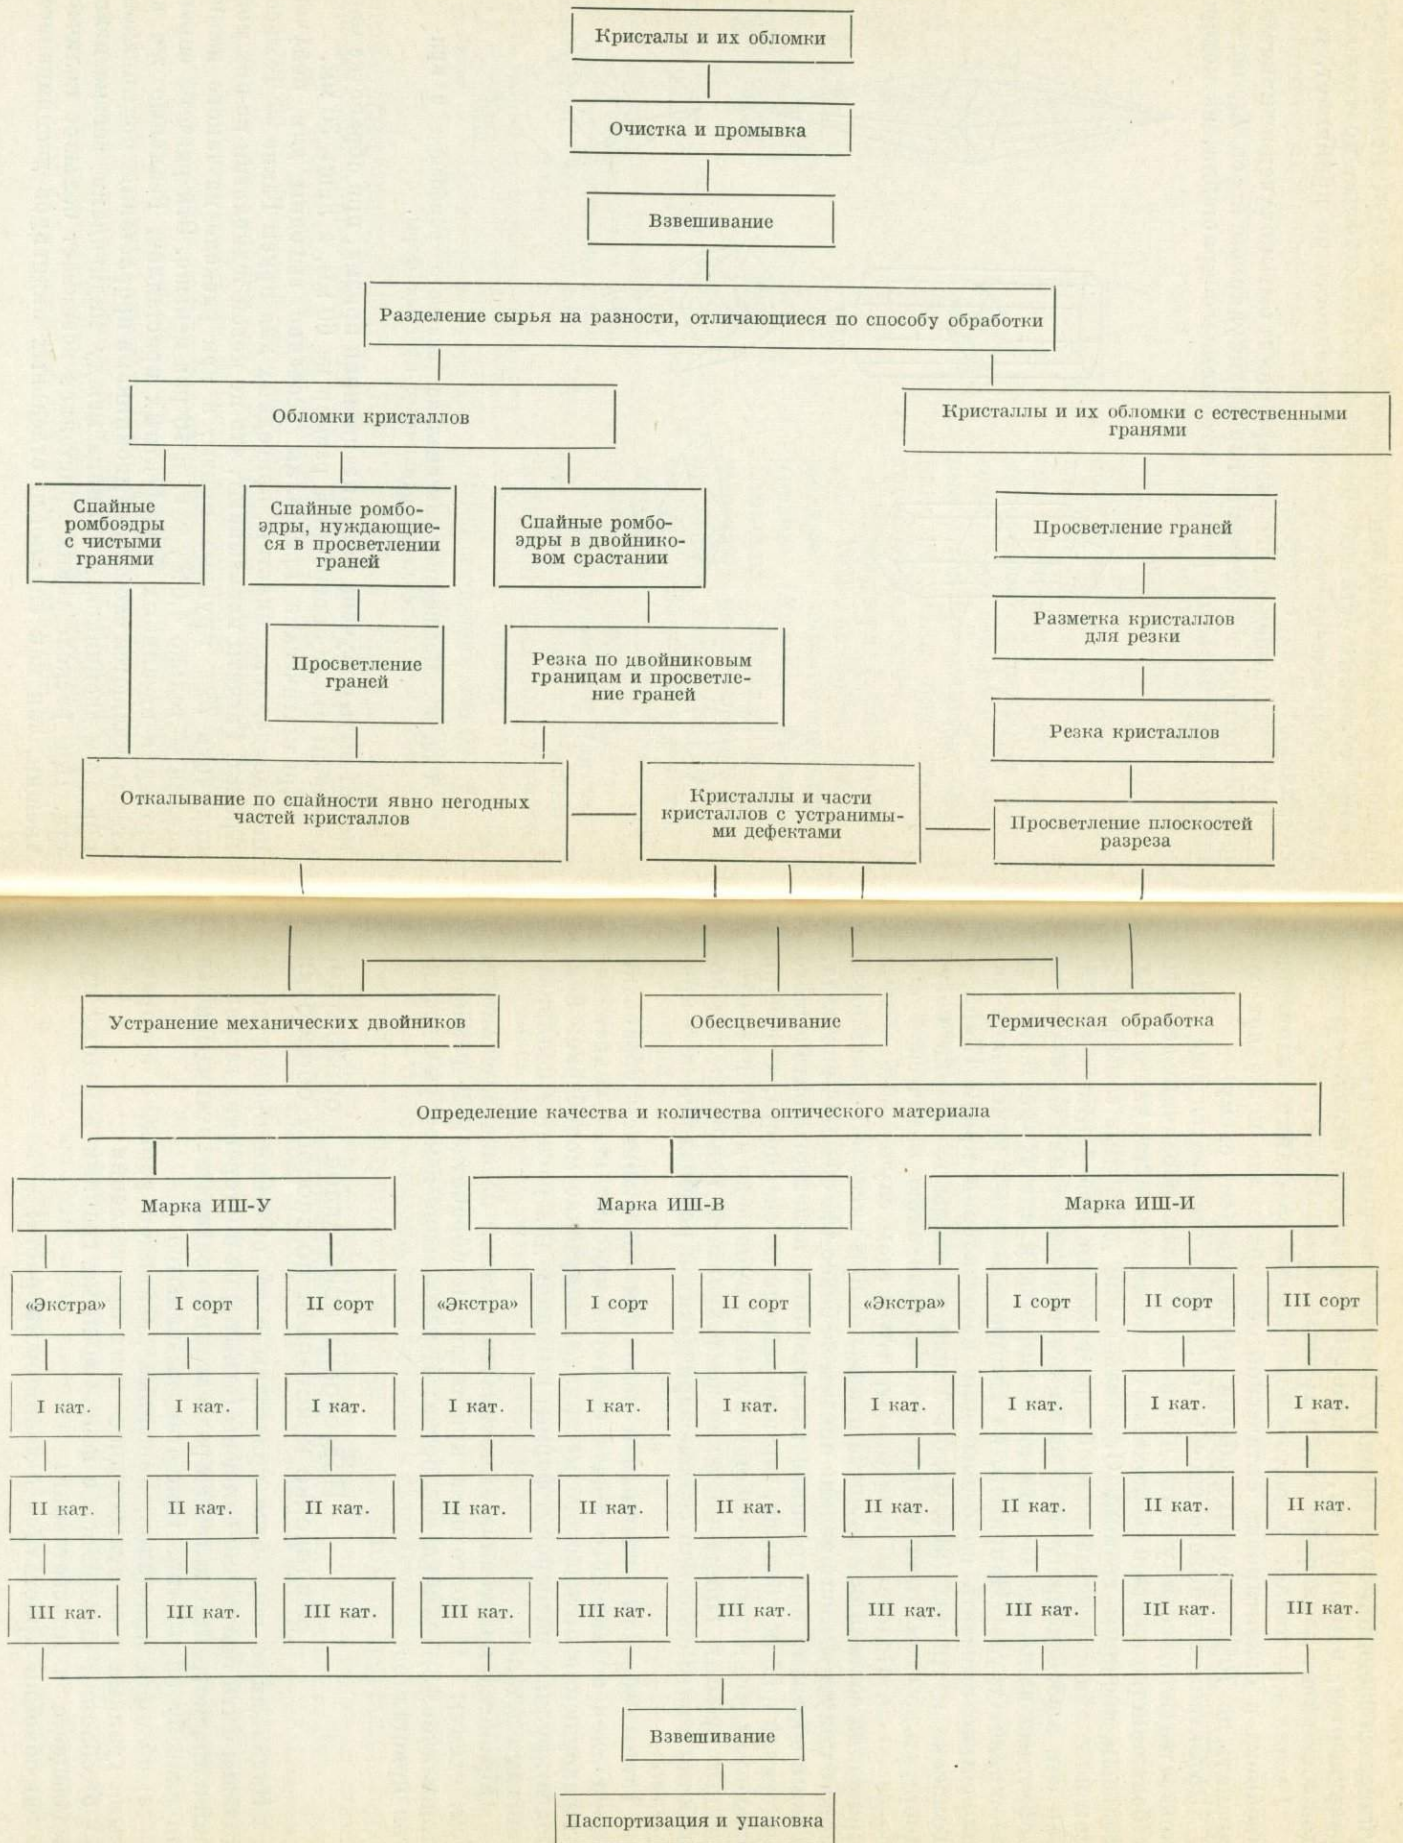 Кристалы и их обломки
Очистка и промывка
Взвешивание
Разделение сырья на разности, отличающиеся по способу обработки
Обломки кристаллов
Кристаллы и их обломки с естественными
гранями
Спайные
ромбоэдры
с чистыми
гранями
Спайные ромбо-
эдры, нуждающие-
ся в просветлении
граней
Спайные ромбо-
эдры в двойнико-
вом срастании
Просветление граней
Разметка кристаллов
для резки
Просветление
граней
Резка по двойниковым
границам и просветле-
ние граней
Резка кристаллов
Откалывание по спайности явно негодных
частей кристаллов
Кристаллы и части
кристаллов с устранимы-
ми дефектами
Просветление плоскостей
разреза
Устранение механических двойников
Обесцвечивание
Термическая обработка
Определение качества и количества оптического материала
Марка ИШ-У
Марка ИШ-В
Марка ИШ-И
«Экстра» I сорт II сорт «Экстра» I сорт II сорт «Экстра» I сорт II сорт III сорт
I кат. I кат. I кат. I кат. I кат. I кат. I кат. I кат. I кат. I кат.
II кат. II кат. II кат. II кат. II кат. II кат. II кат. II кат. II кат. II кат.
III кат. III кат. III кат. III кат. III кат. III кат. III кат. III кат. III кат. III кат.
Взвешивание
Паспортизация и упаковка